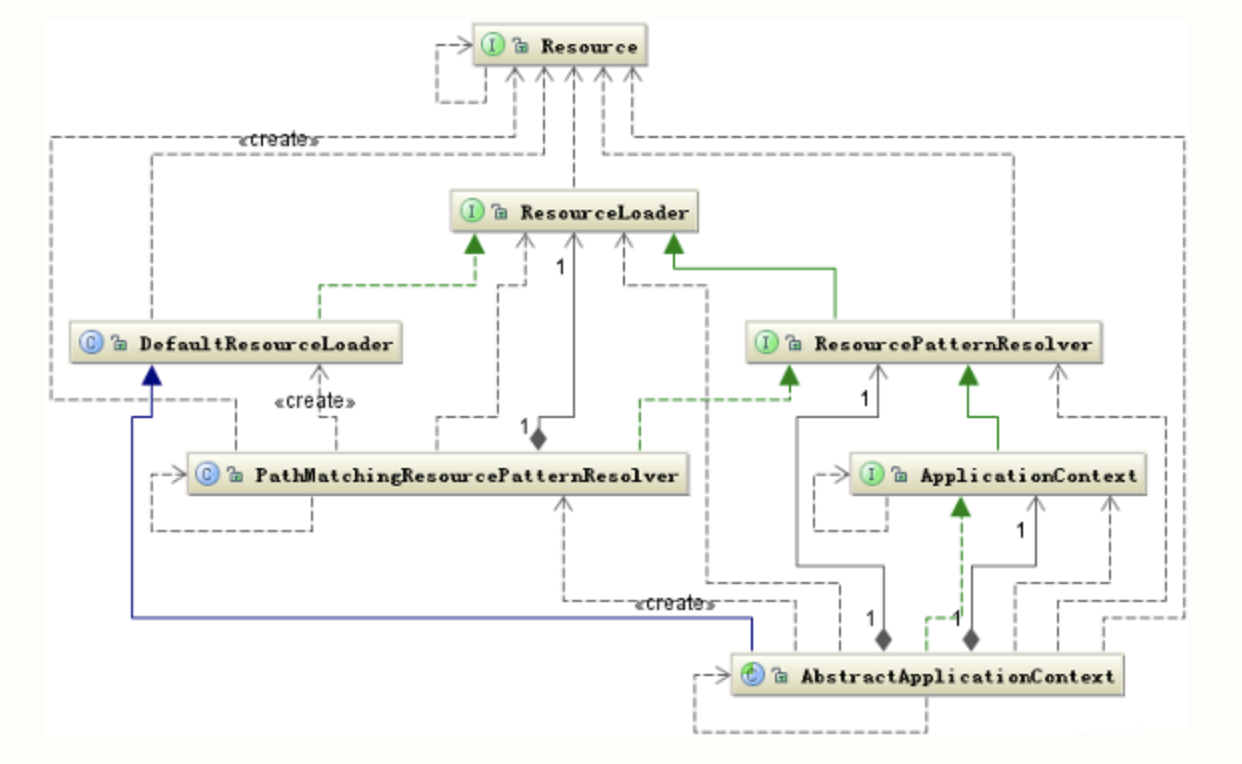 I Resource
«create»
I ResourceLoader
1
C DefaultResourceLoader
I ResourcePatternResolver
«create»
1
1
C PathMatchingResourcePatternResolver
I ApplicationContext
1
«create»
1
1
C AbstractApplicationContext